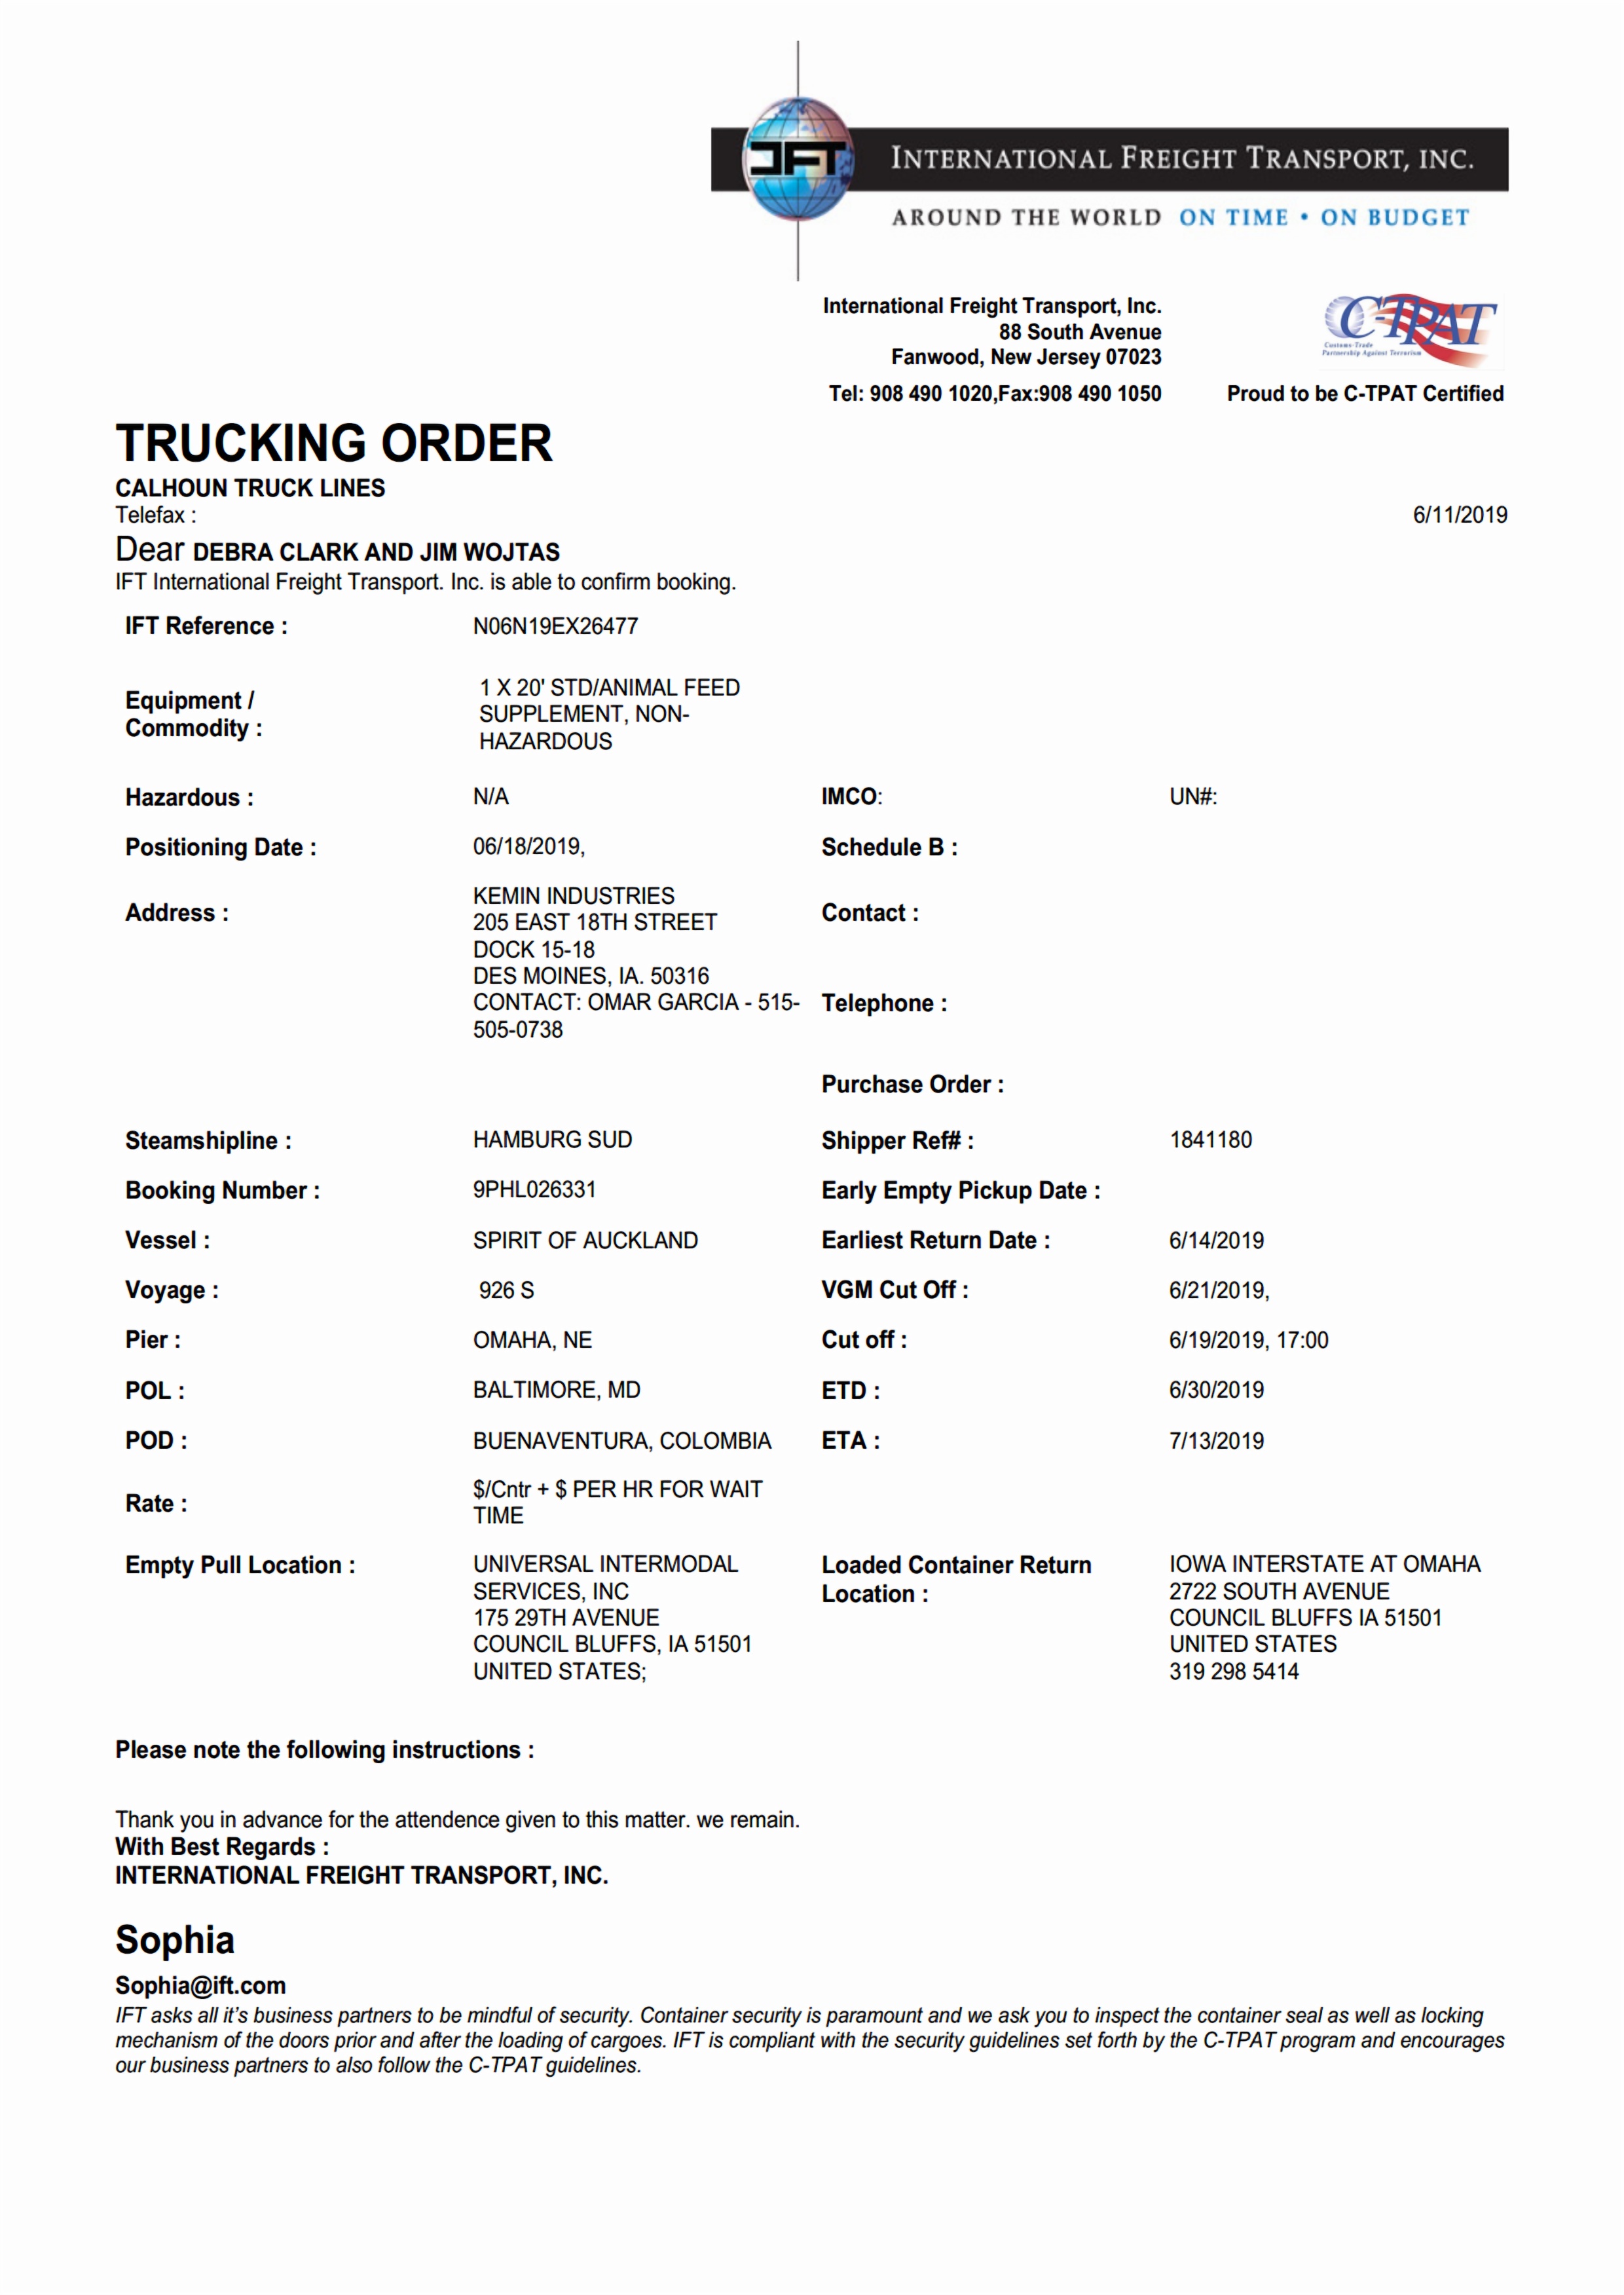 IFT
INTERNATIONAL FREIGHT TRANSPORT, INC.
AROUND THE WORLD ON TIME • ON BUDGET
International Freight Transport, Inc.
88 South Avenue
Fanwood, New Jersey 07023
Tel: 908 490 1020,Fax:908 490 1050
C-TPAT
Customs-Trade
Partnership Against Terrorism
Proud to be C-TPAT Certified
TRUCKING ORDER
CALHOUN TRUCK LINES
Telefax : 6/11/2019
Dear DEBRA CLARK AND JIM WOJTAS
IFT International Freight Transport. Inc. is able to confirm booking.
IFT Reference : N06N19EX26477
Equipment /
Commodity :
1 X 20' STD/ANIMAL FEED
SUPPLEMENT, NON-
HAZARDOUS
Hazardous : N/A IMCO: UN#:
Positioning Date : 06/18/2019, Schedule B :
Address :
KEMIN INDUSTRIES
205 EAST 18TH STREET
DOCK 15-18
DES MOINES, IA. 50316
CONTACT: OMAR GARCIA - 515-
505-0738
Contact :
Telephone :
Purchase Order :
Steamshipline : HAMBURG SUD Shipper Ref# : 1841180
Booking Number : 9PHL026331 Early Empty Pickup Date :
Vessel : SPIRIT OF AUCKLAND Earliest Return Date : 6/14/2019
Voyage : 926 S VGM Cut Off : 6/21/2019,
Pier : OMAHA, NE Cut off : 6/19/2019, 17:00
POL : BALTIMORE, MD ETD : 6/30/2019
POD : BUENAVENTURA, COLOMBIA ETA : 7/13/2019
Rate :
$/Cntr + $ PER HR FOR WAIT
TIME
Empty Pull Location :
UNIVERSAL INTERMODAL
SERVICES, INC
175 29TH AVENUE
COUNCIL BLUFFS, IA 51501
UNITED STATES;
Loaded Container Return
Location :
IOWA INTERSTATE AT OMAHA
2722 SOUTH AVENUE
COUNCIL BLUFFS IA 51501
UNITED STATES
319 298 5414
Please note the following instructions :
Thank you in advance for the attendence given to this matter. we remain.
With Best Regards :
INTERNATIONAL FREIGHT TRANSPORT, INC.
Sophia
Sophia@ift.com
IFT asks all it’s business partners to be mindful of security. Container security is paramount and we ask you to inspect the container seal as well as locking
mechanism of the doors prior and after the loading of cargoes. IFT is compliant with the security guidelines set forth by the C-TPAT program and encourages
our business partners to also follow the C-TPAT guidelines.